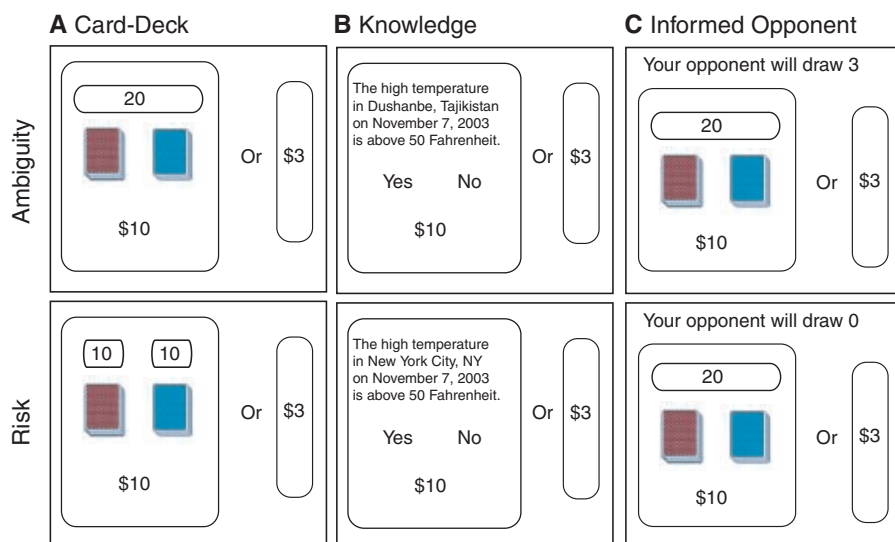 A Card-Deck
B Knowledge
C Informed Opponent
Ambiguity
20
$10
Or
$3
The high temperature
in Dushanbe, Tajikistan
on November 7, 2003
is above 50 Fahrenheit.
Yes No
$10
Or
$3
Your opponent will draw 3
20
$10
Or
$3
Risk
10 10
$10
Or
$3
The high temperature
in New York City, NY
on November 7, 2003
is above 50 Fahrenheit.
Yes No
$10
Or
$3
Your opponent will draw 0
20
$10
Or
$3